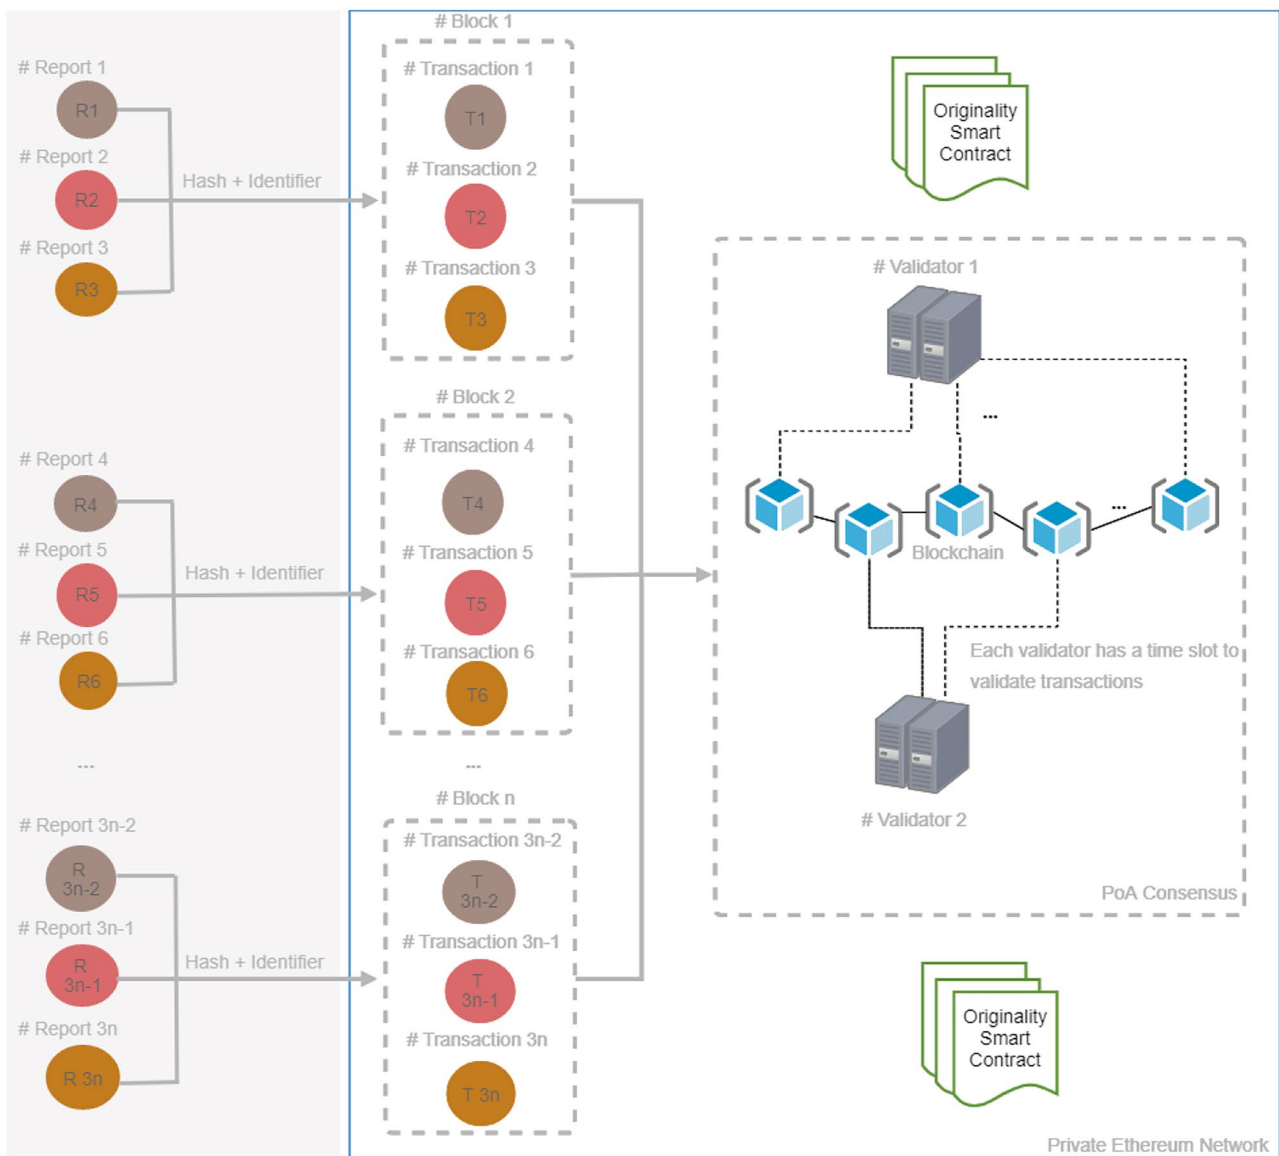 # Report 1
R1
# Report 2
R2
# Report 3
R3
Hash + Identifier
# Block 1
# Transaction 1
T1
# Transaction 2
T2
# Transaction 3
T3
# Report 4
R4
# Report 5
R5
# Report 6
R6
Hash + Identifier
# Block 2
# Transaction 4
T4
# Transaction 5
T5
# Transaction 6
T6
...
...
# Report 3n-2
R
3n-2
# Report 3n-1
R
3n-1
# Report 3n
R 3n
Hash + Identifier
# Block n
# Transaction 3n-2
T
3n-2
# Transaction 3n-1
T
3n-1
# Transaction 3n
T 3n
Originality
Smart
Contract
# Validator 1
...
...
Blockchain
Each validator has a time slot to
validate transactions
# Validator 2
PoA Consensus
Originality
Smart
Contract
Private Ethereum Network